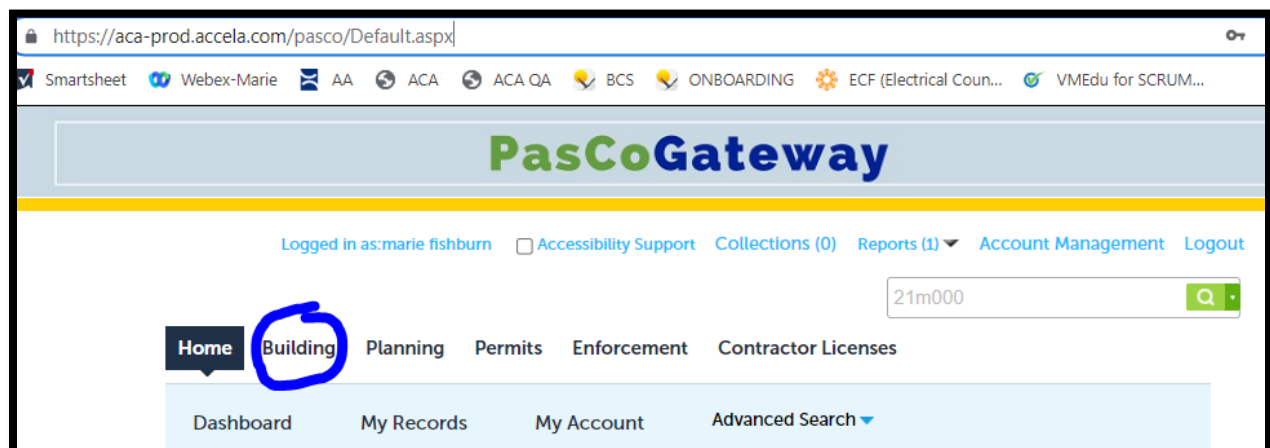 https://aca-prod.accela.com/pasco/Default.aspx
Smartsheet Webex-Marie AA ACA ACA QA BCS ONBOARDING ECF (Electrical Coun... VMEdu for SCRUM...
PasCoGateway
Logged in as:marie fishburn Accessibility Support Collections (0) Reports (1) Account Management Logout
21m000
Home Building Planning Permits Enforcement Contractor Licenses
Dashboard My Records My Account Advanced Search